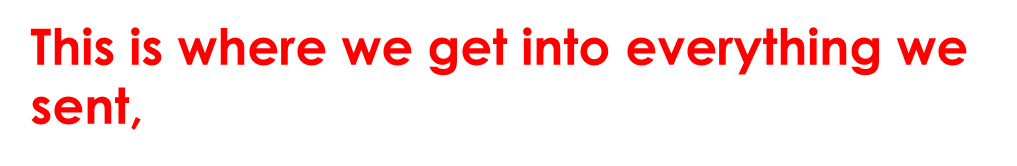 This is where we get into everything we
sent,